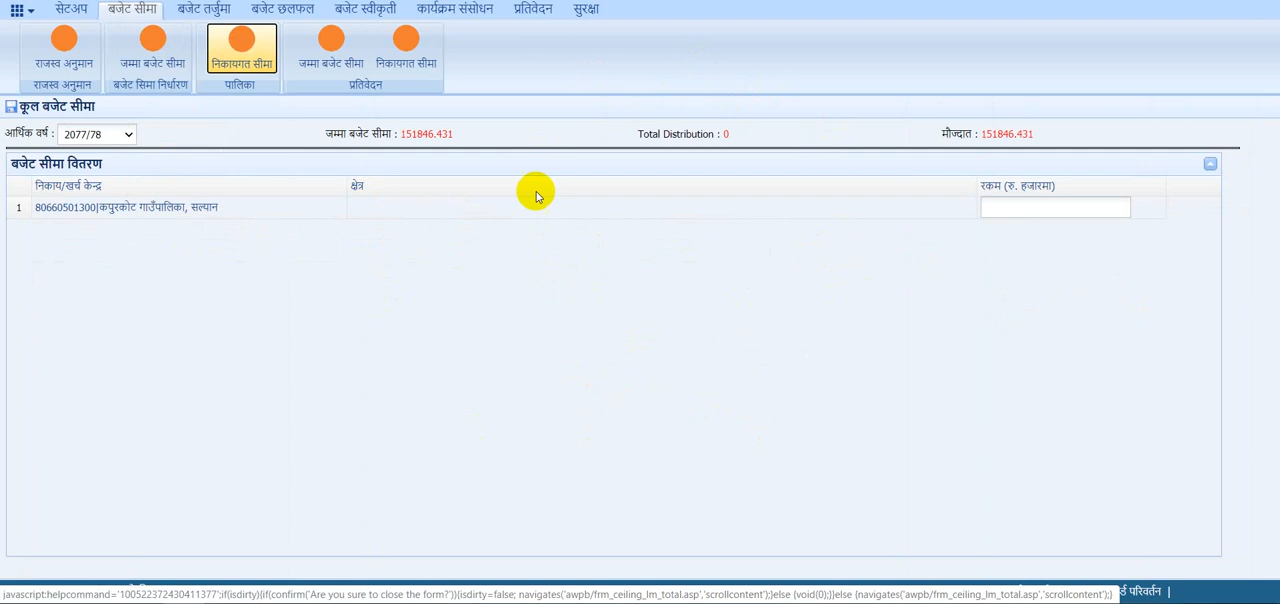 सेटअप बजेट सीमा बजेट तर्जुमा बजेट छलफल बजेट स्वीकृती कार्यक्रम संसोधन प्रतिवेदन सुरक्षा
राजस्व अनुमान जम्मा बजेट सीमा निकायगत सीमा जम्मा बजेट सीमा निकायगत सीमा
राजस्व अनुमान बजेट सिमा निर्धारण पालिका प्रतिवेदन
कूल बजेट सीमा
आर्थिक वर्ष : 2077/78 जम्मा बजेट सीमा : 151846.431 Total Distribution : 0 मौज्दात : 151846.431
बजेट सीमा वितरण
निकाय/खर्च केन्द्र क्षेत्र रकम (रु. हजारमा)
1 80660501300|कपुरकोट गाउँपालिका, सल्यान
javascript:helpcommand='100522372430411377';if(isdirty){if(confirm('Are you sure to close the form?')){isdirty=false; navigates('awpb/frm_ceiling_lm_total.asp','scrollcontent');}else {void(0);}}else {navigates('awpb/frm_ceiling_lm_total.asp','scrollcontent');} परिवर्तन |